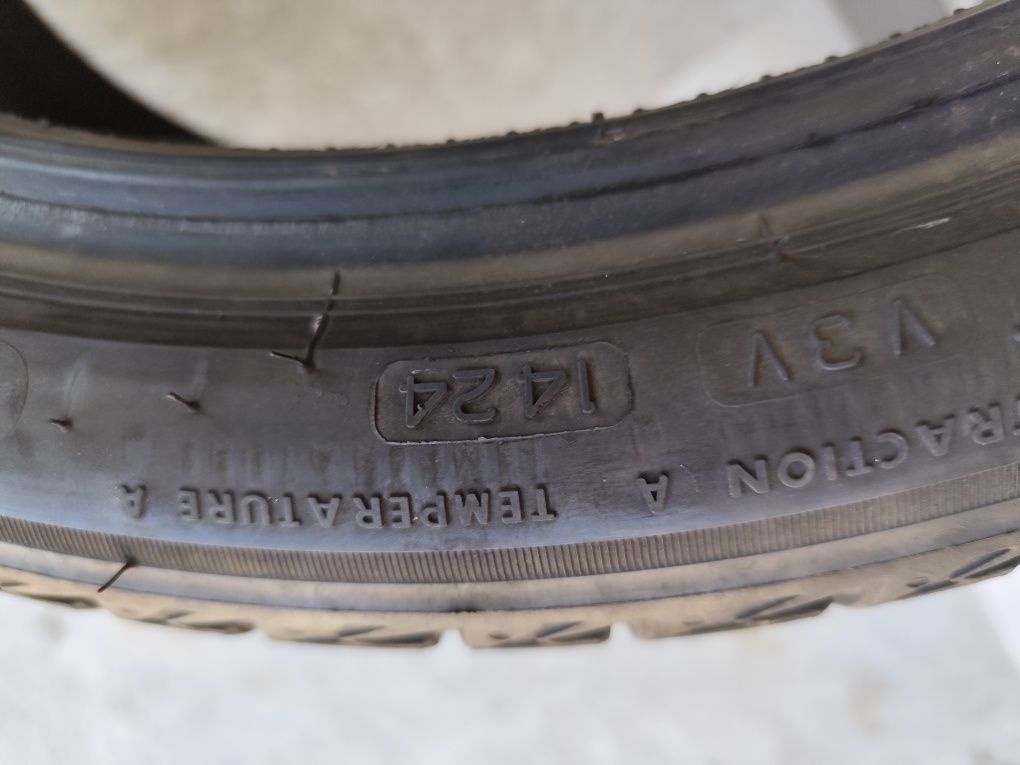 TRACTION A TEMPERATURE A
V3V 1424